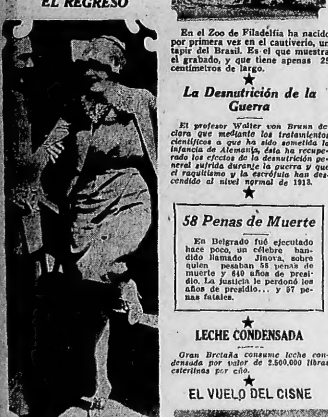 EL REGRESO
En el Zoo de Filadelfia ha nacido
por primera vez en el cautiverio, un
tapir del Brasil. Es el que muestra
el grabado, y que tiene apenas 25
centímetros de largo.
La Desnutrición de la
Guerra
El profesor Walter von Brunn de-
clara que mediante los tratamientos
científicos a que ha sido sometida la
infancia de Alemania, ésta ha recupe-
rado los efectos de la desnutrición ge-
neral sufrida durante la guerra y que
el raquitismo y la escrófula han des-
cendido al nivel normal de 1913.
58 Penas de Muerte
En Belgrado fué ejecutado
hace poco, un célebre ban-
dido llamado Jinova, sobre
quien pesaban 58 penas de
muerte y 640 años de presi-
dio. La justicia le perdonó los
años de presidio... y 57 pe-
nas fatales.
LECHE CONDENSADA
Gran Bretaña consume leche con-
densada por valor de 2.500,000 libras
esterlinas por año.
EL VUELO DEL CISNE